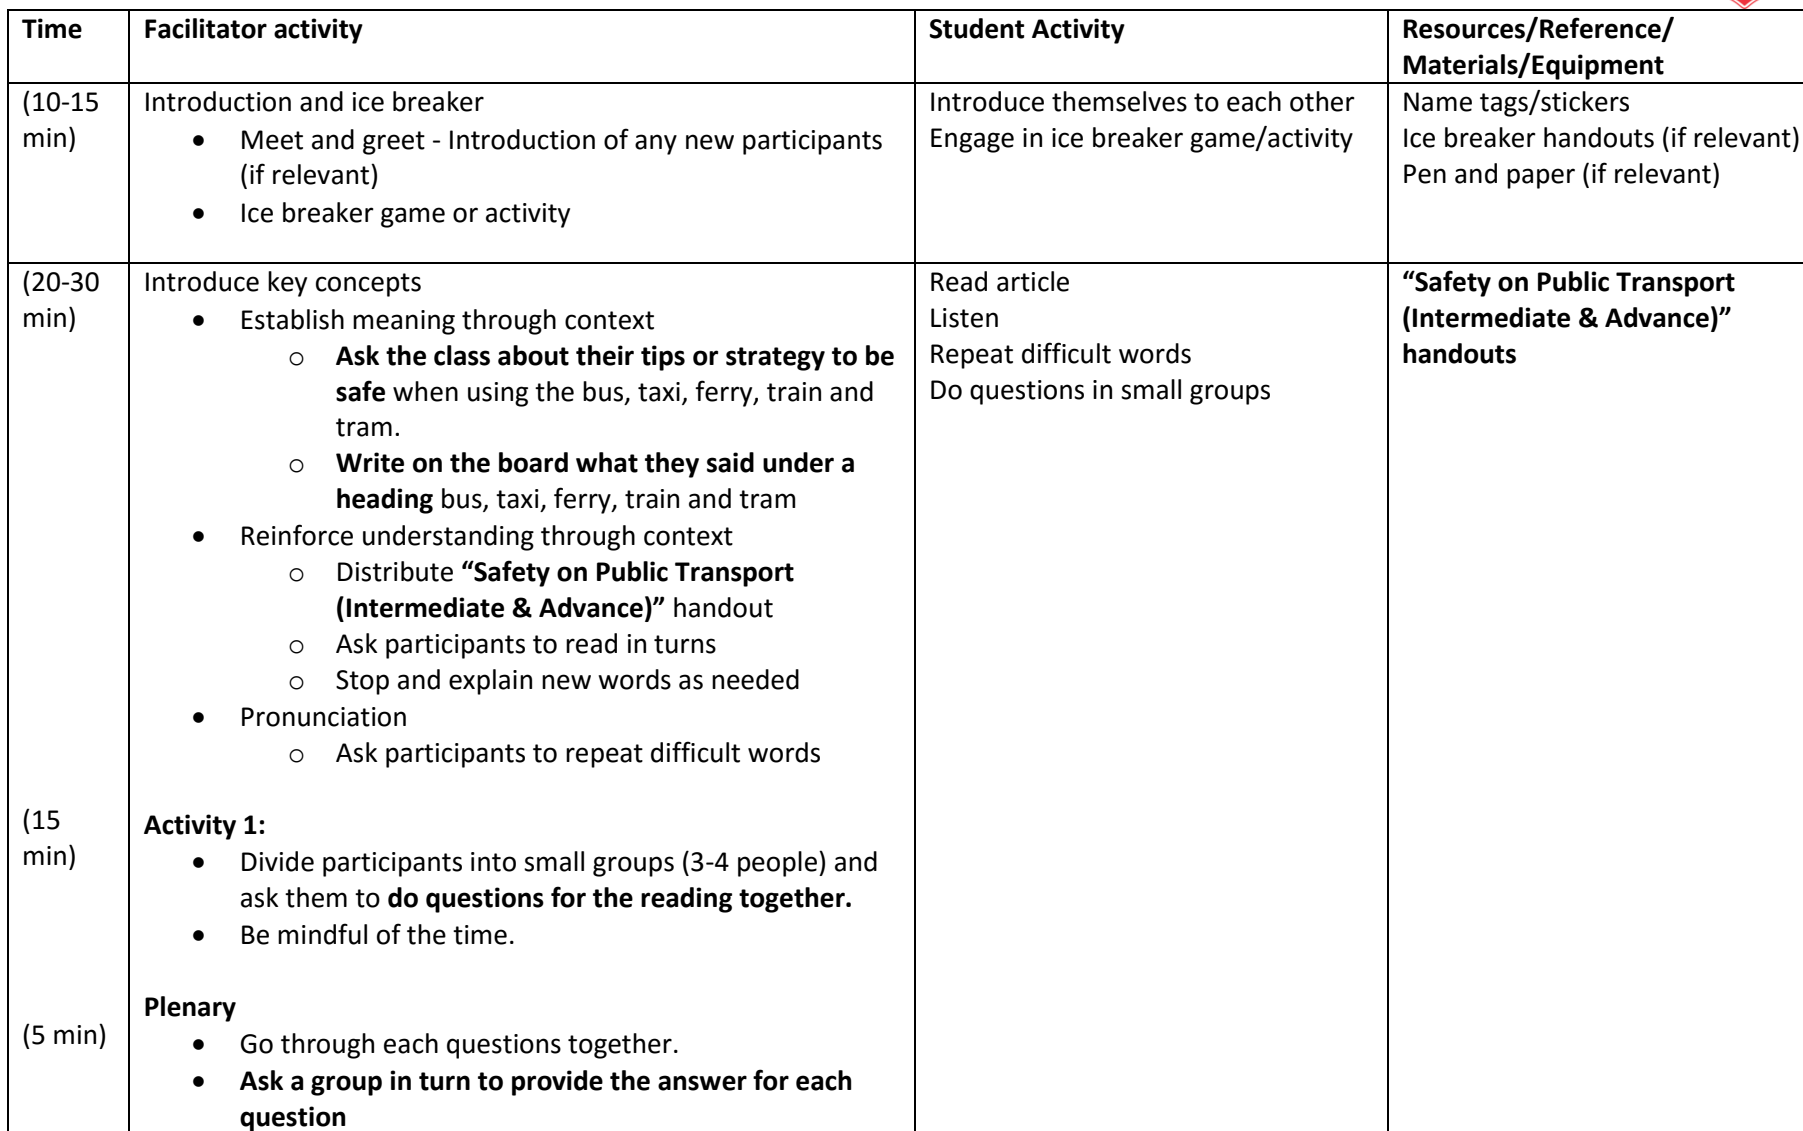 Time
Facilitator activity
Student Activity
Resources/Reference/
Materials/Equipment
(10-15
min)
Introduction and ice breaker
• Meet and greet - Introduction of any new participants
(if relevant)
• Ice breaker game or activity
Introduce themselves to each other
Engage in ice breaker game/activity
Name tags/stickers
Ice breaker handouts (if relevant)
Pen and paper (if relevant)
(20-30
min)
Introduce key concepts
• Establish meaning through context
o Ask the class about their tips or strategy to be
safe when using the bus, taxi, ferry, train and
tram.
o Write on the board what they said under a
heading bus, taxi, ferry, train and tram
• Reinforce understanding through context
o Distribute “Safety on Public Transport
(Intermediate & Advance)” handout
o Ask participants to read in turns
o Stop and explain new words as needed
• Pronunciation
o Ask participants to repeat difficult words
Read article
Listen
Repeat difficult words
Do questions in small groups
“Safety on Public Transport
(Intermediate & Advance)”
handouts
(15
min)
Activity 1:
• Divide participants into small groups (3-4 people) and
ask them to do questions for the reading together.
• Be mindful of the time.
(5 min)
Plenary
• Go through each questions together.
• Ask a group in turn to provide the answer for each
question